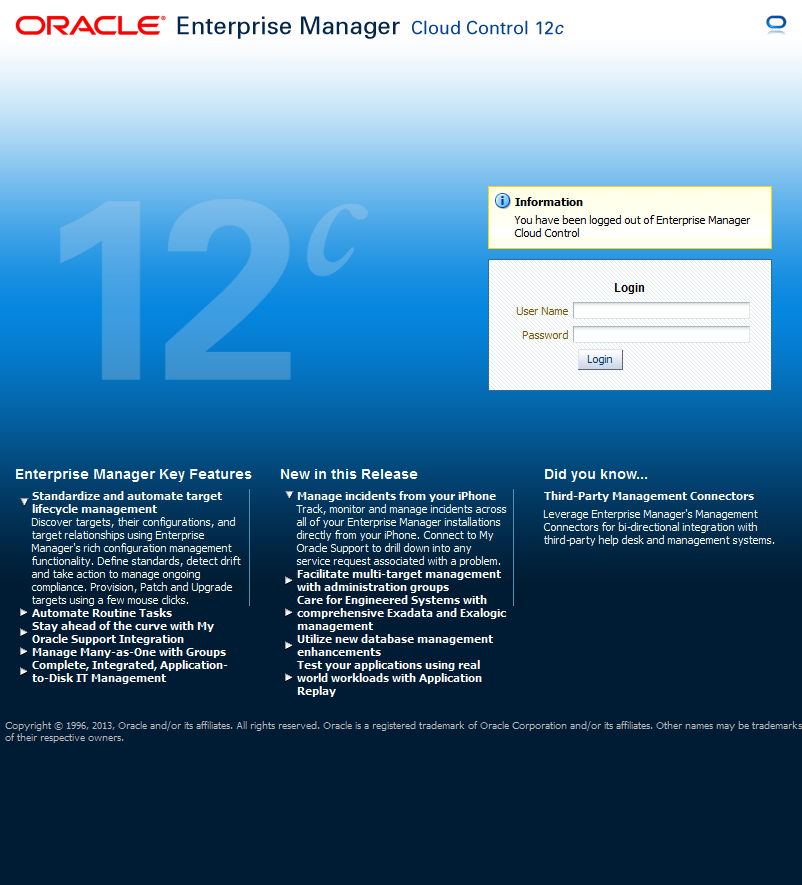 ORACLE® Enterprise Manager Cloud Control 12c
12c
Information
You have been logged out of Enterprise Manager
Cloud Control
Login
User Name
Password
Login
Enterprise Manager Key Features
Standardize and automate target
lifecycle management
Discover targets, their configurations, and
target relationships using Enterprise
Manager's rich configuration management
functionality. Define standards, detect drift
and take action to manage ongoing
compliance. Provision, Patch and Upgrade
targets using a few mouse clicks.
Automate Routine Tasks
Stay ahead of the curve with My
Oracle Support Integration
Manage Many-as-One with Groups
Complete, Integrated, Application-
to-Disk IT Management
New in this Release
Manage incidents from your iPhone
Track, monitor and manage incidents across
all of your Enterprise Manager installations
directly from your iPhone. Connect to My
Oracle Support to drill down into any
service request associated with a problem.
Facilitate multi-target management
with administration groups
Care for Engineered Systems with
comprehensive Exadata and Exalogic
management
Utilize new database management
enhancements
Test your applications using real
world workloads with Application
Replay
Did you know...
Third-Party Management Connectors
Leverage Enterprise Manager's Management
Connectors for bi-directional integration with
third-party help desk and management systems.
Copyright © 1996, 2013, Oracle and/or its affiliates. All rights reserved. Oracle is a registered trademark of Oracle Corporation and/or its affiliates. Other names may be trademarks
of their respective owners.